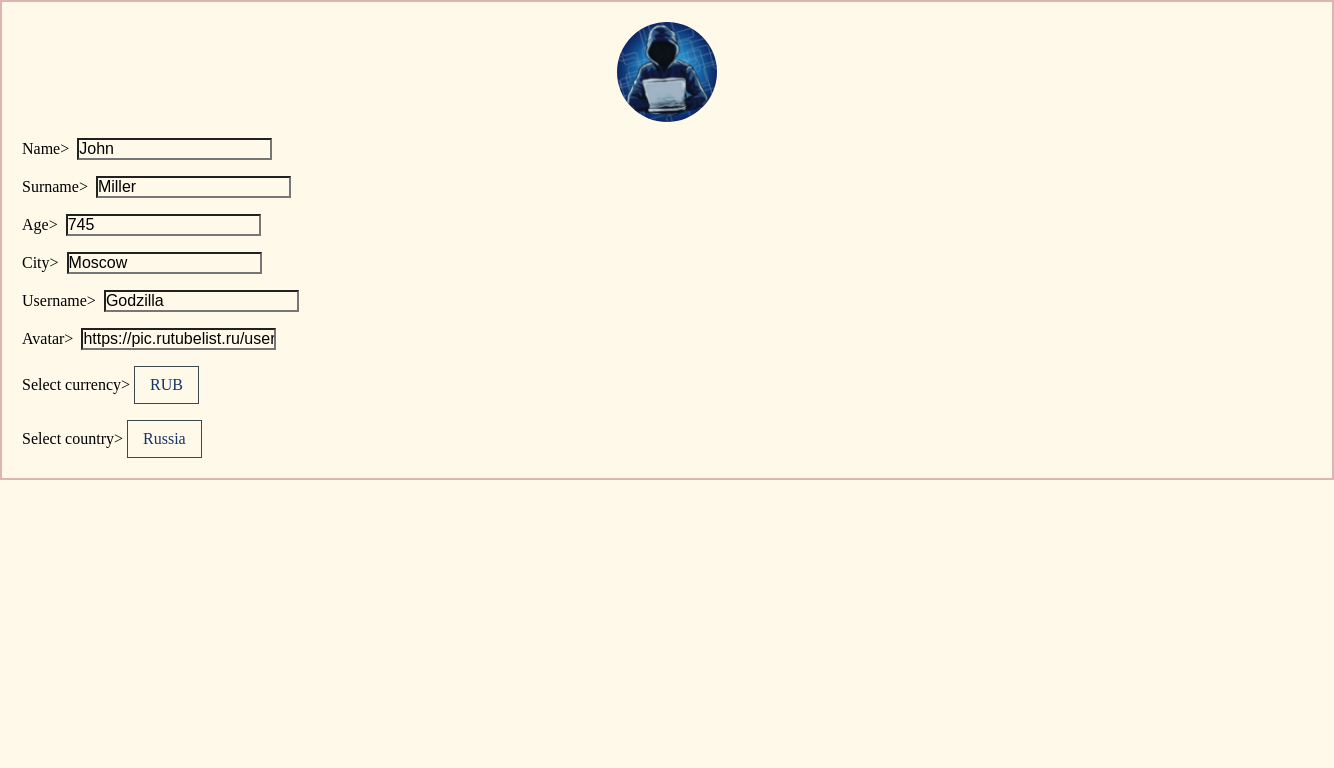 Name> John
Surname> Miller
Age> 745
City> Moscow
Username> Godzilla
Avatar> https://pic.rutubelist.ru/user
Select currency> RUB
Select country> Russia